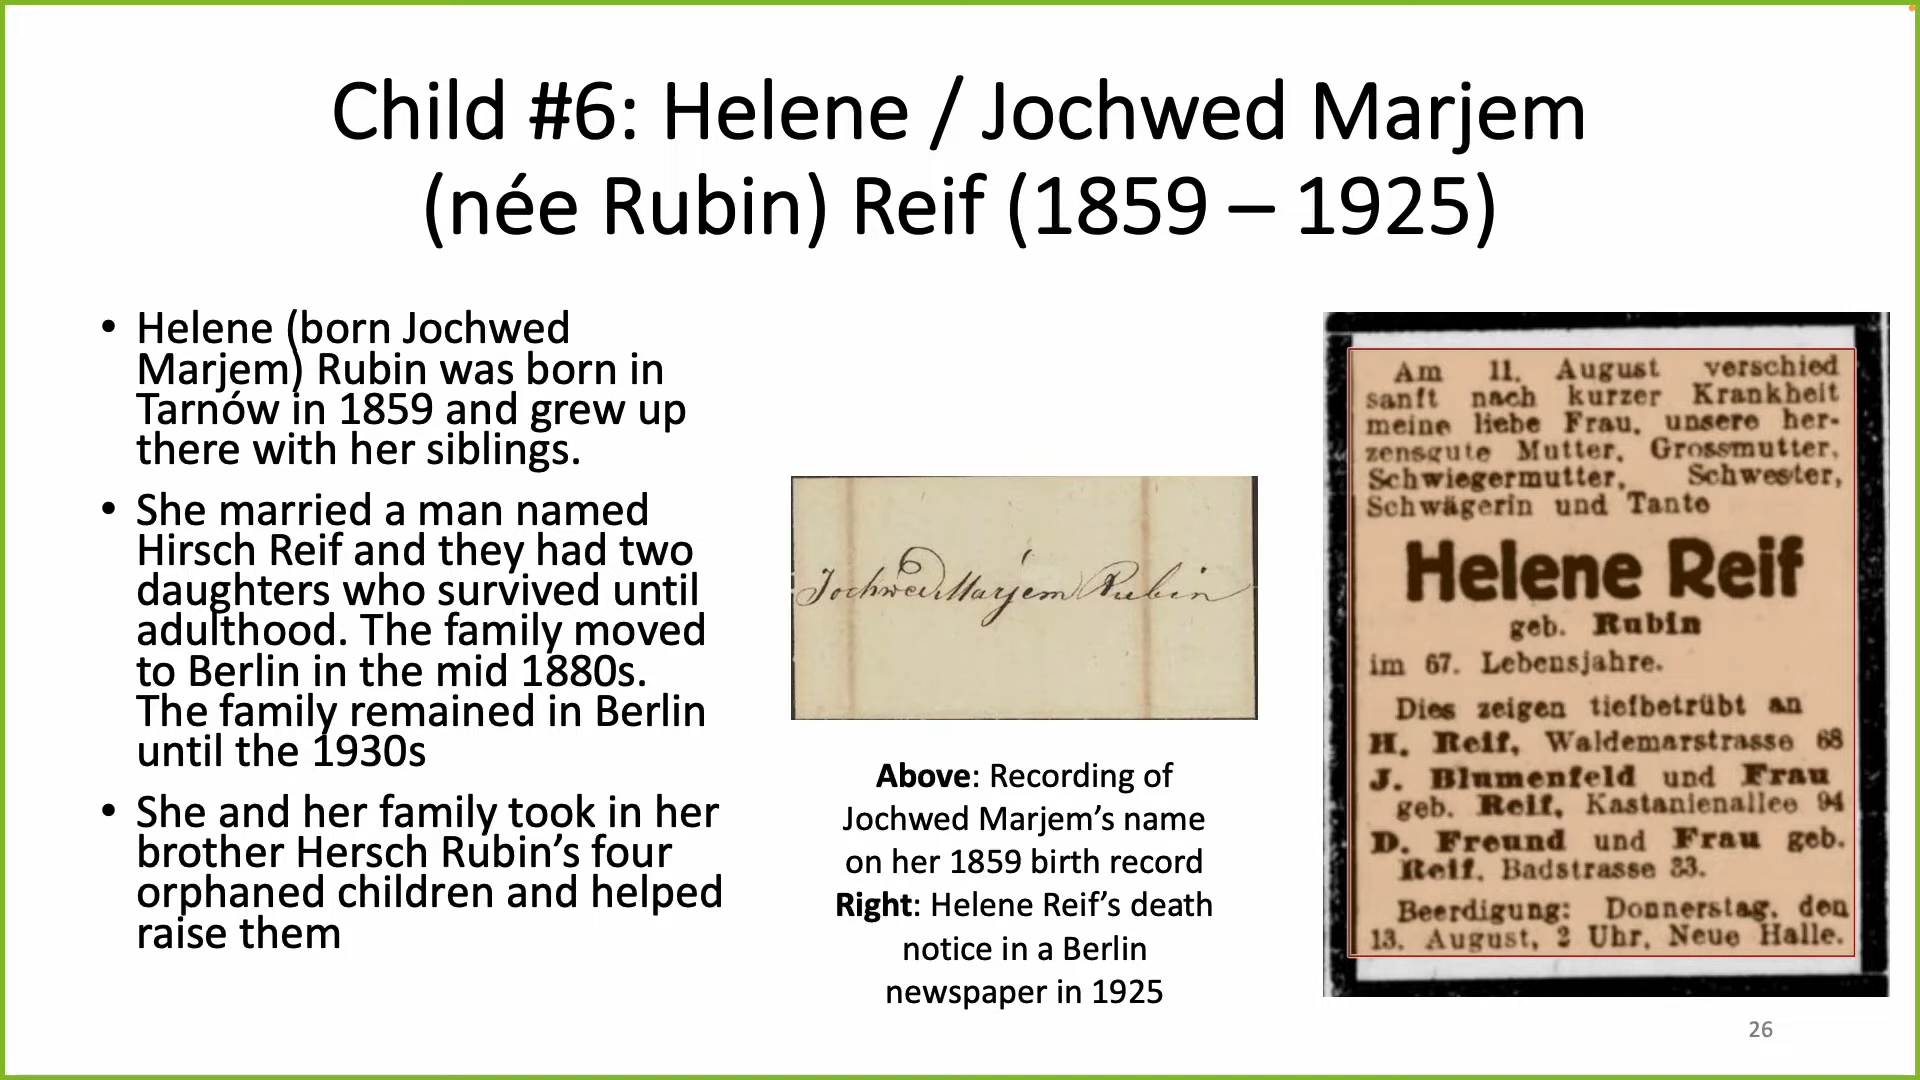 Child #6: Helene / Jochwed Marjem
(née Rubin) Reif (1859 – 1925)
• Helene (born Jochwed
Marjem) Rubin was born in
Tarnów in 1859 and grew up
there with her siblings.
• She married a man named
Hirsch Reif and they had two
daughters who survived until
adulthood. The family moved
to Berlin in the mid 1880s.
The family remained in Berlin
until the 1930s
• She and her family took in her
brother Hersch Rubin’s four
orphaned children and helped
raise them
Jochwed Marjem Rubin
Above: Recording of
Jochwed Marjem’s name
on her 1859 birth record
Right: Helene Reif’s death
notice in a Berlin
newspaper in 1925
Am 11. August verschied
sanft nach kurzer Krankheit
meine liebe Frau, unsere her-
zensgute Mutter, Grossmutter,
Schwiegermutter, Schwester,
Schwägerin und Tante
Helene Reif
geb. Rubin
im 67. Lebensjahre.
Dies zeigen tiefbetrübt an
H. Reif, Waldemarstrasse 68
J. Blumenfeld und Frau
geb. Reif, Kastanienallee 94
D. Freund und Frau geb.
Reif, Badstrasse 33.
Beerdigung: Donnerstag, den
13. August, 2 Uhr, Neue Halle.
26